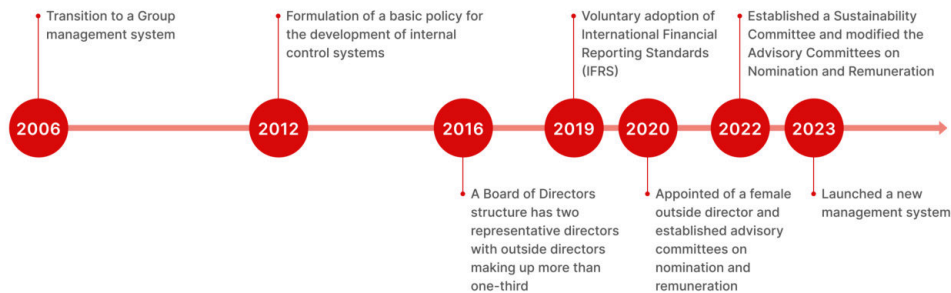 Transition to a Group
management system
Formulation of a basic policy for
the development of internal
control systems
Voluntary adoption of
International Financial
Reporting Standards
(IFRS)
Established a Sustainability
Committee and modified the
Advisory Committees on
Nomination and Remuneration
2006
2012
2016
2019
2020
2022
2023
A Board of Directors
structure has two
representative directors
with outside directors
making up more than
one-third
Appointed of a female
outside director and
established advisory
committees on
nomination and
remuneration
Launched a new
management system